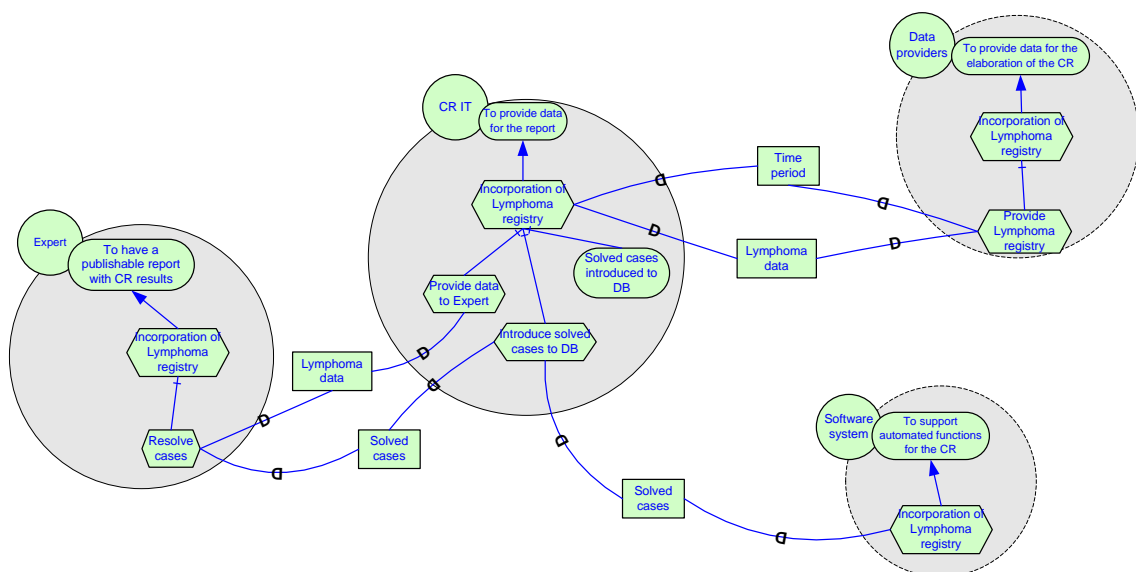 Data
providers
To provide data for the
elaboration of the CR
Incorporation of
Lymphoma
registry
Provide
Lymphoma
registry
CR IT
To provide data
for the report
Incorporation of
Lymphoma
registry
Solved cases
introduced to
DB
Provide data
to Expert
Introduce solved
cases to DB
Time
period
D
D
Lymphoma
data
D
D
Expert
To have a
publishable report
with CR results
Incorporation of
Lymphoma
registry
Resolve
cases
Lymphoma
data
D
D
Solved
cases
D
D
Software
system
To support
automated functions
for the CR
Incorporation of
Lymphoma
registry
Solved
cases
D
D